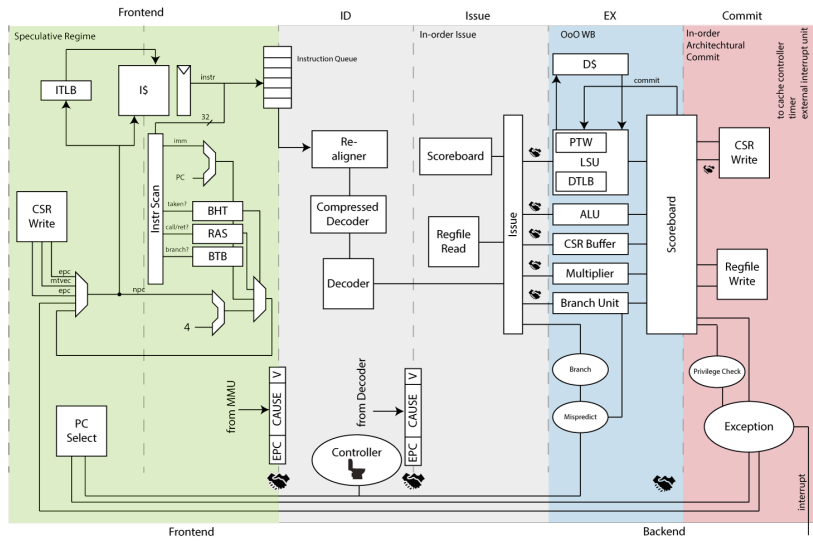 Frontend
ID
Issue
EX
Commit
Speculative Regime
In-order Issue
OoO WB
In-order
Architechtural
Commit
to cache controller
timer
external interrupt unit
ITLB
I$
instr
Instruction Queue
32
D$
commit
Instr Scan
imm
PC
taken?
BHT
call/ret?
RAS
branch?
BTB
CSR
Write
epc
mtvec
epc
npc
4
Re-
aligner
Compressed
Decoder
Decoder
Scoreboard
Regfile
Read
Issue
PTW
LSU
DTLB
ALU
CSR Buffer
Multiplier
Branch Unit
Scoreboard
CSR
Write
Regfile
Write
Branch
Mispredict
Privilege Check
Exception
interrupt
PC
Select
from MMU
V
CAUSE
EPC
Controller
from Decoder
V
CAUSE
EPC
Frontend
Backend